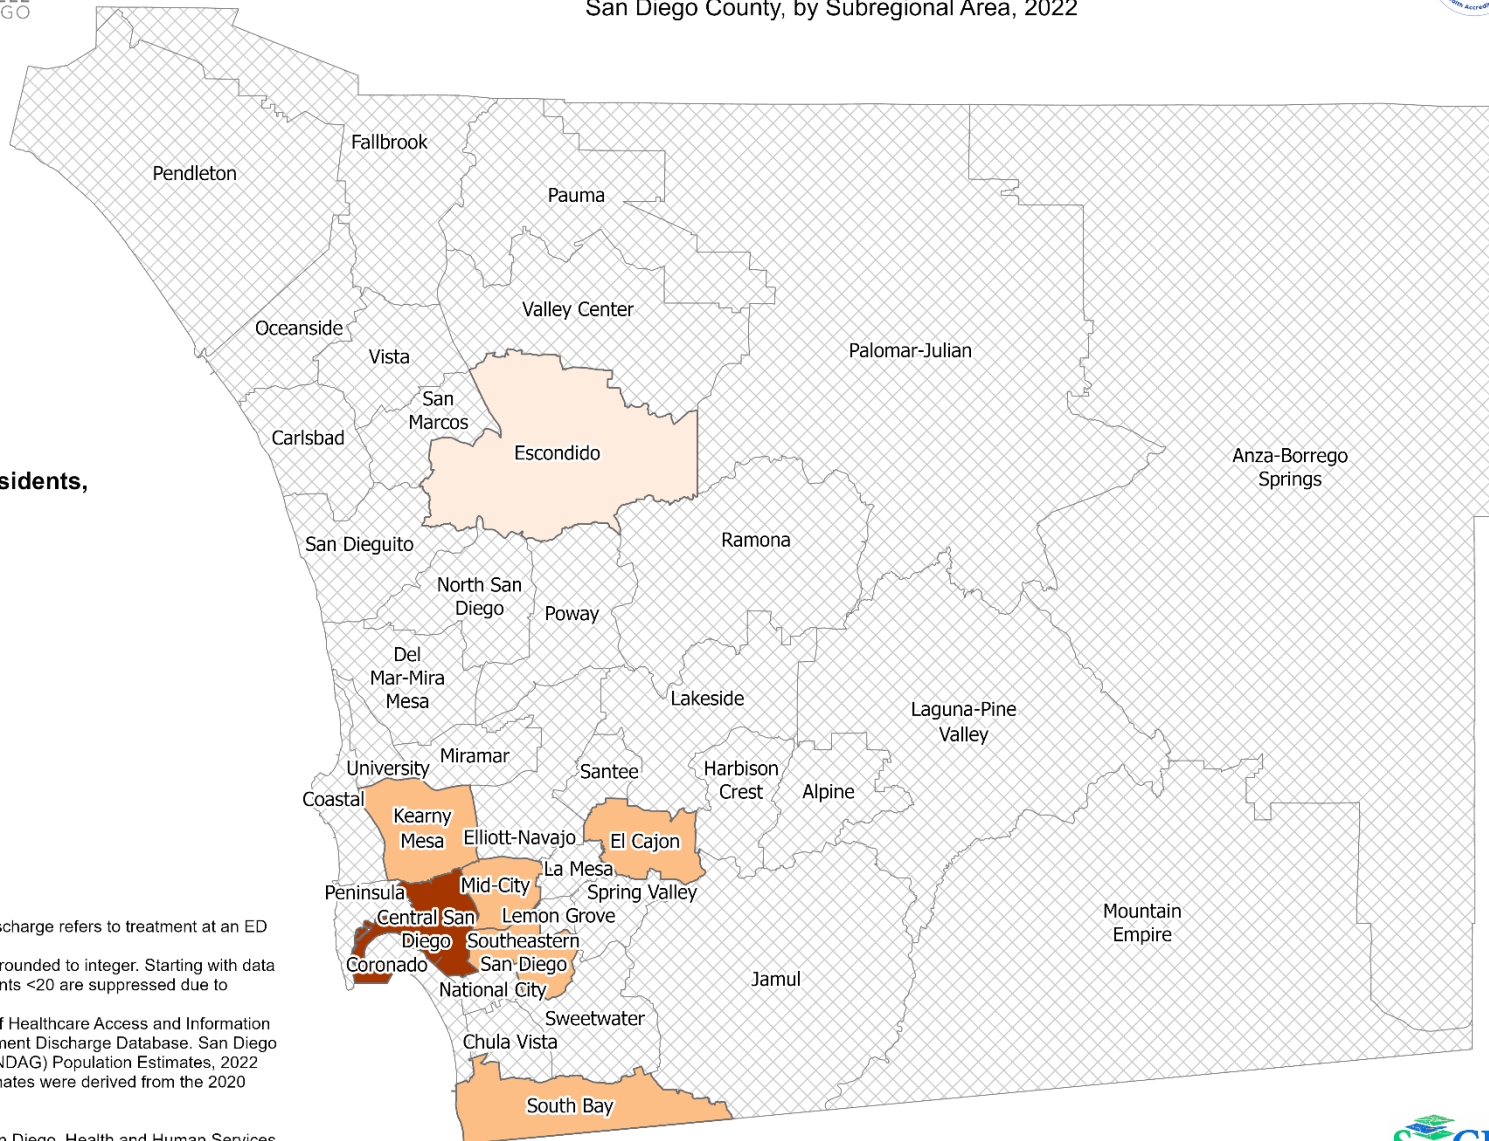 GO
San Diego County, by Subregional Area, 2022
Fallbrook
Pendleton
Pauma
Valley Center
Oceanside
Vista
Palomar-Julian
San
Marcos
Carlsbad
Escondido
Anza-Borrego
Springs
sidents,
San Dieguito
Ramona
North San
Diego
Poway
Del
Mar-Mira
Mesa
Lakeside
Laguna-Pine
Valley
Miramar
University
Santee
Harbison
Crest
Alpine
Coastal
Kearny
Mesa
Elliott-Navajo
El Cajon
La Mesa
Peninsula
Mid-City
Spring Valley
Central San
Diego
Lemon Grove
Southeastern
San Diego
Coronado
National City
Mountain
Empire
Jamul
Sweetwater
Chula Vista
South Bay
scharge refers to treatment at an ED
rounded to integer. Starting with data
nts <20 are suppressed due to
f Healthcare Access and Information
ment Discharge Database. San Diego
NDAG) Population Estimates, 2022
mates were derived from the 2020
n Diego, Health and Human Services